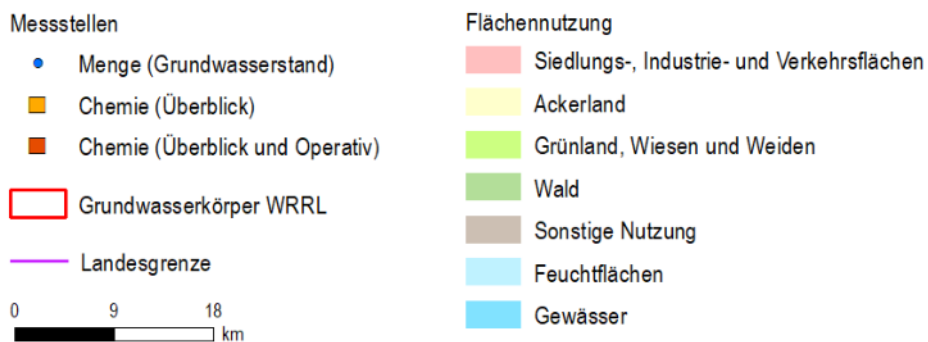 Messstellen
Menge (Grundwasserstand)
Chemie (Überblick)
Chemie (Überblick und Operativ)
Grundwasserkörper WRRL
Landesgrenze
0 9 18
km
Flächennutzung
Siedlungs-, Industrie- und Verkehrsflächen
Ackerland
Grünland, Wiesen und Weiden
Wald
Sonstige Nutzung
Feuchtflächen
Gewässer